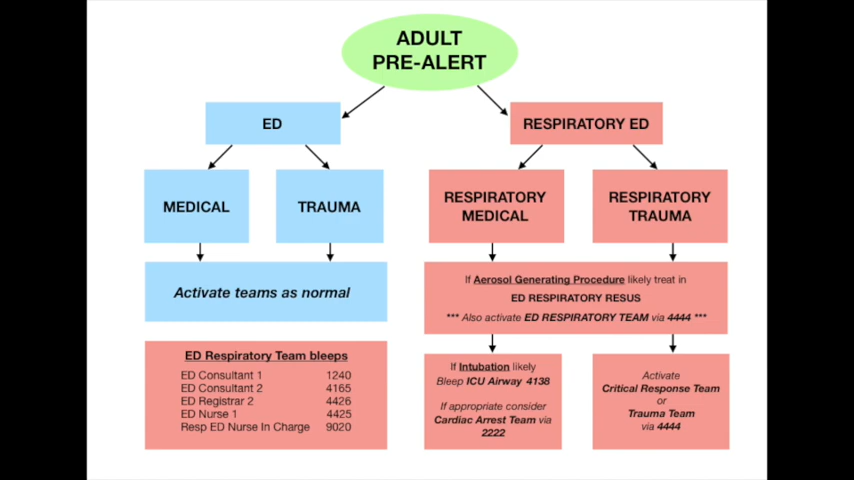 ADULT
PRE-ALERT
ED
RESPIRATORY ED
MEDICAL
TRAUMA
RESPIRATORY
MEDICAL
RESPIRATORY
TRAUMA
Activate teams as normal
If Aerosol Generating Procedure likely treat in
ED RESPIRATORY RESUS
*** Also activate ED RESPIRATORY TEAM via 4444 ***
ED Respiratory Team bleeps
ED Consultant 1 1240
ED Consultant 2 4165
ED Registrar 2 4426
ED Nurse 1 4425
Resp ED Nurse In Charge 9020
If Intubation likely
Bleep ICU Airway 4138
If appropriate consider
Cardiac Arrest Team via
2222
Activate
Critical Response Team
or
Trauma Team
via 4444